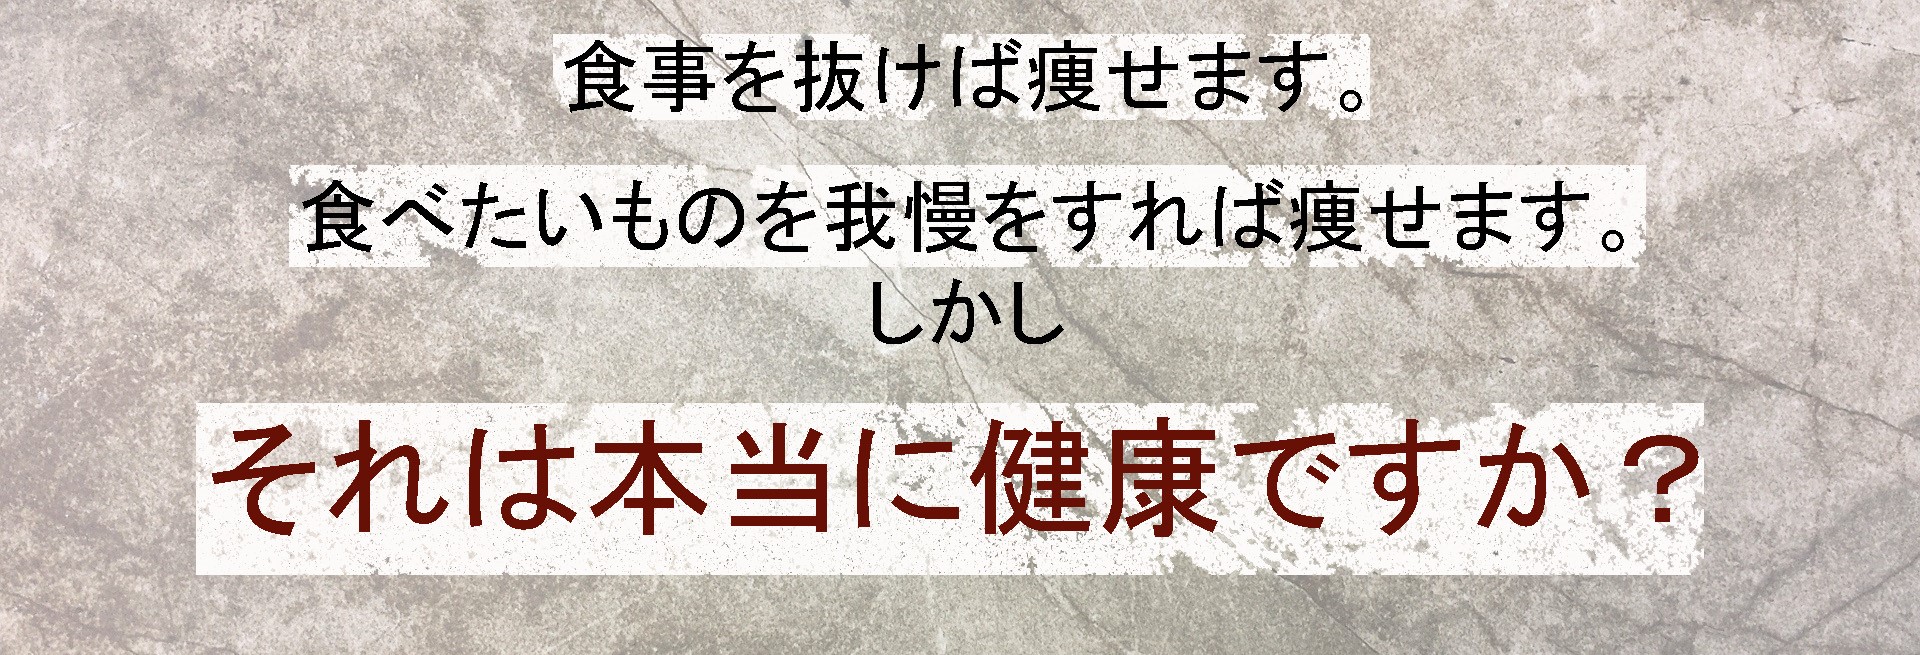 食事を抜けば痩せます。
食べたいものを我慢をすれば痩せます。
しかし
それは本当に健康ですか？